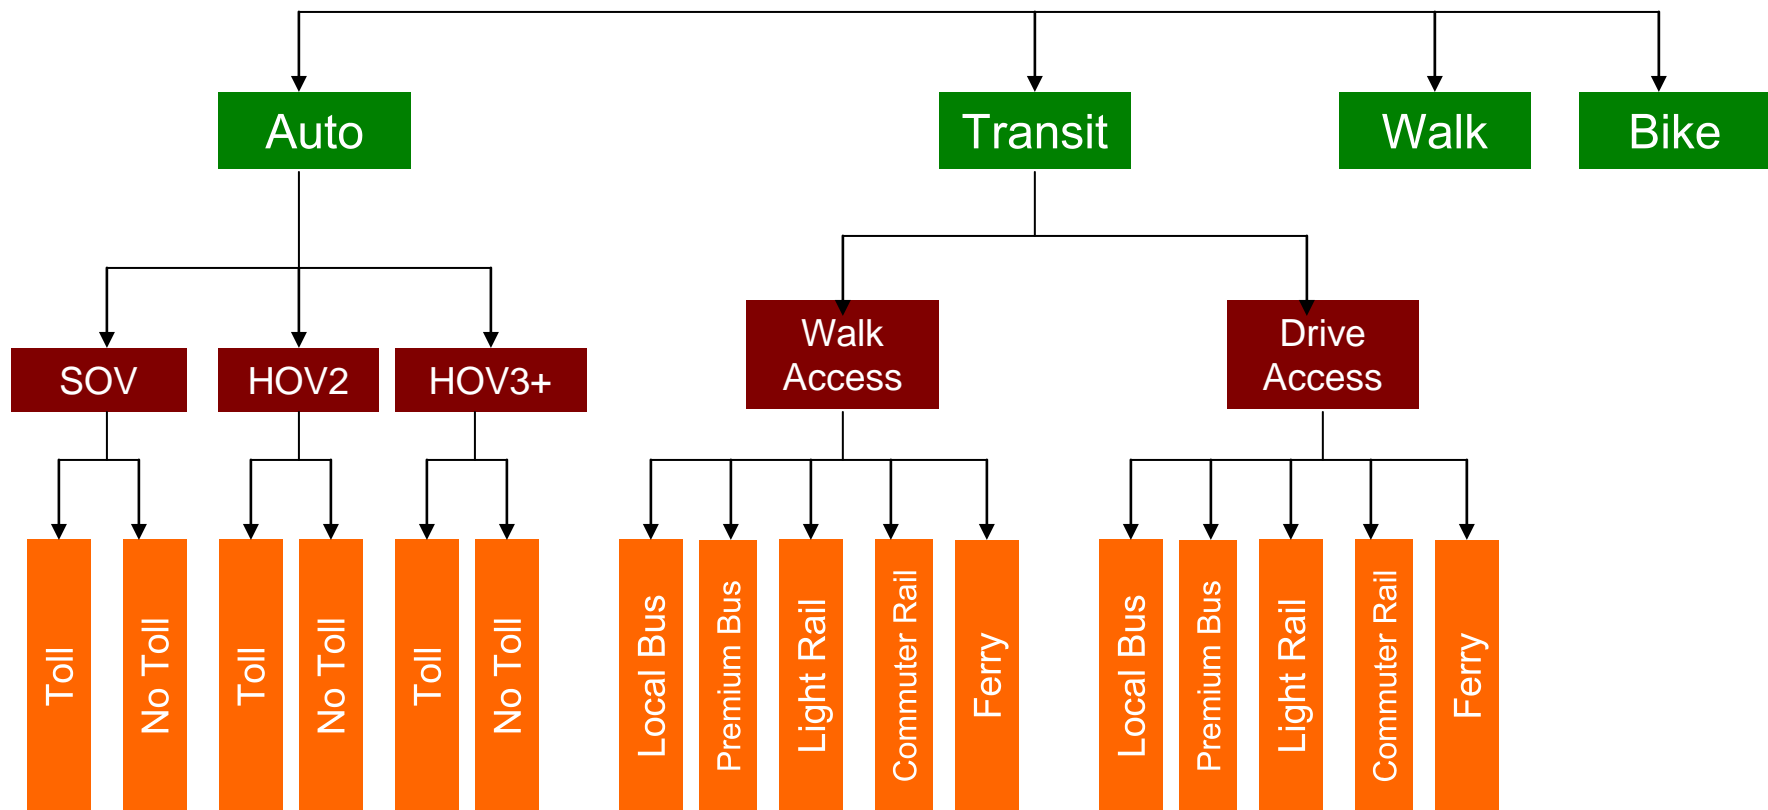 Auto
Transit
Walk
Bike
SOV
HOV2
HOV3+
Walk
Access
Drive
Access
Toll
No Toll
Toll
No Toll
Toll
No Toll
Local Bus
Premium Bus
Light Rail
Commuter Rail
Ferry
Local Bus
Premium Bus
Light Rail
Commuter Rail
Ferry